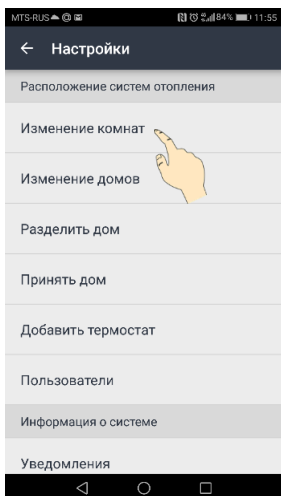 MTS-RUS @ 84% 11:55
← Настройки
Расположение систем отопления
Изменение комнат
Изменение домов
Разделить дом
Принять дом
Добавить термостат
Пользователи
Информация о системе
Уведомления